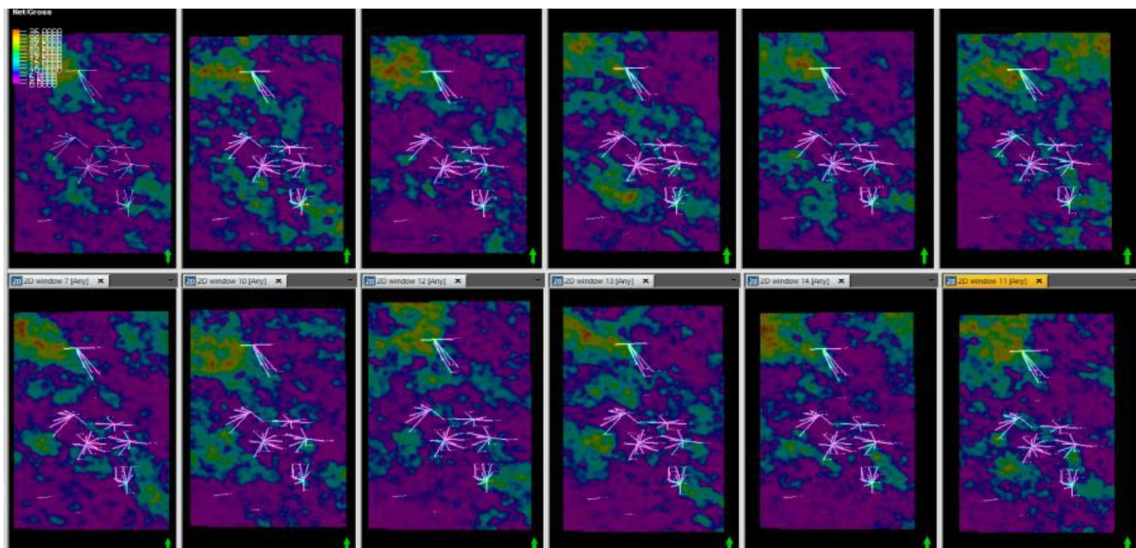 Net/Gross
2D window 7 [Any]
2D window 10 [Any]
2D window 12 [Any]
2D window 13 [Any]
2D window 14 [Any]
2D window 11 [Any]